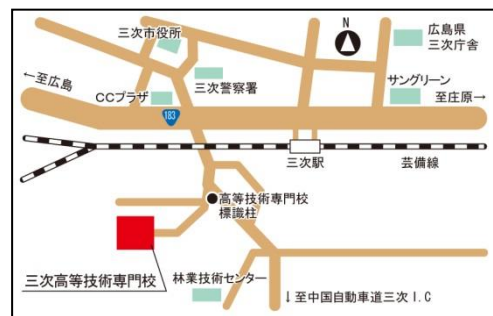 三次市役所
N
広島県
三次庁舎
←至広島
三次警察署
サングリーン
CCプラザ
至庄原→
183
三次駅
芸備線
高等技術専門校
標識柱
三次高等技術専門校
林業技術センター
↓至中国自動車道三次I.C